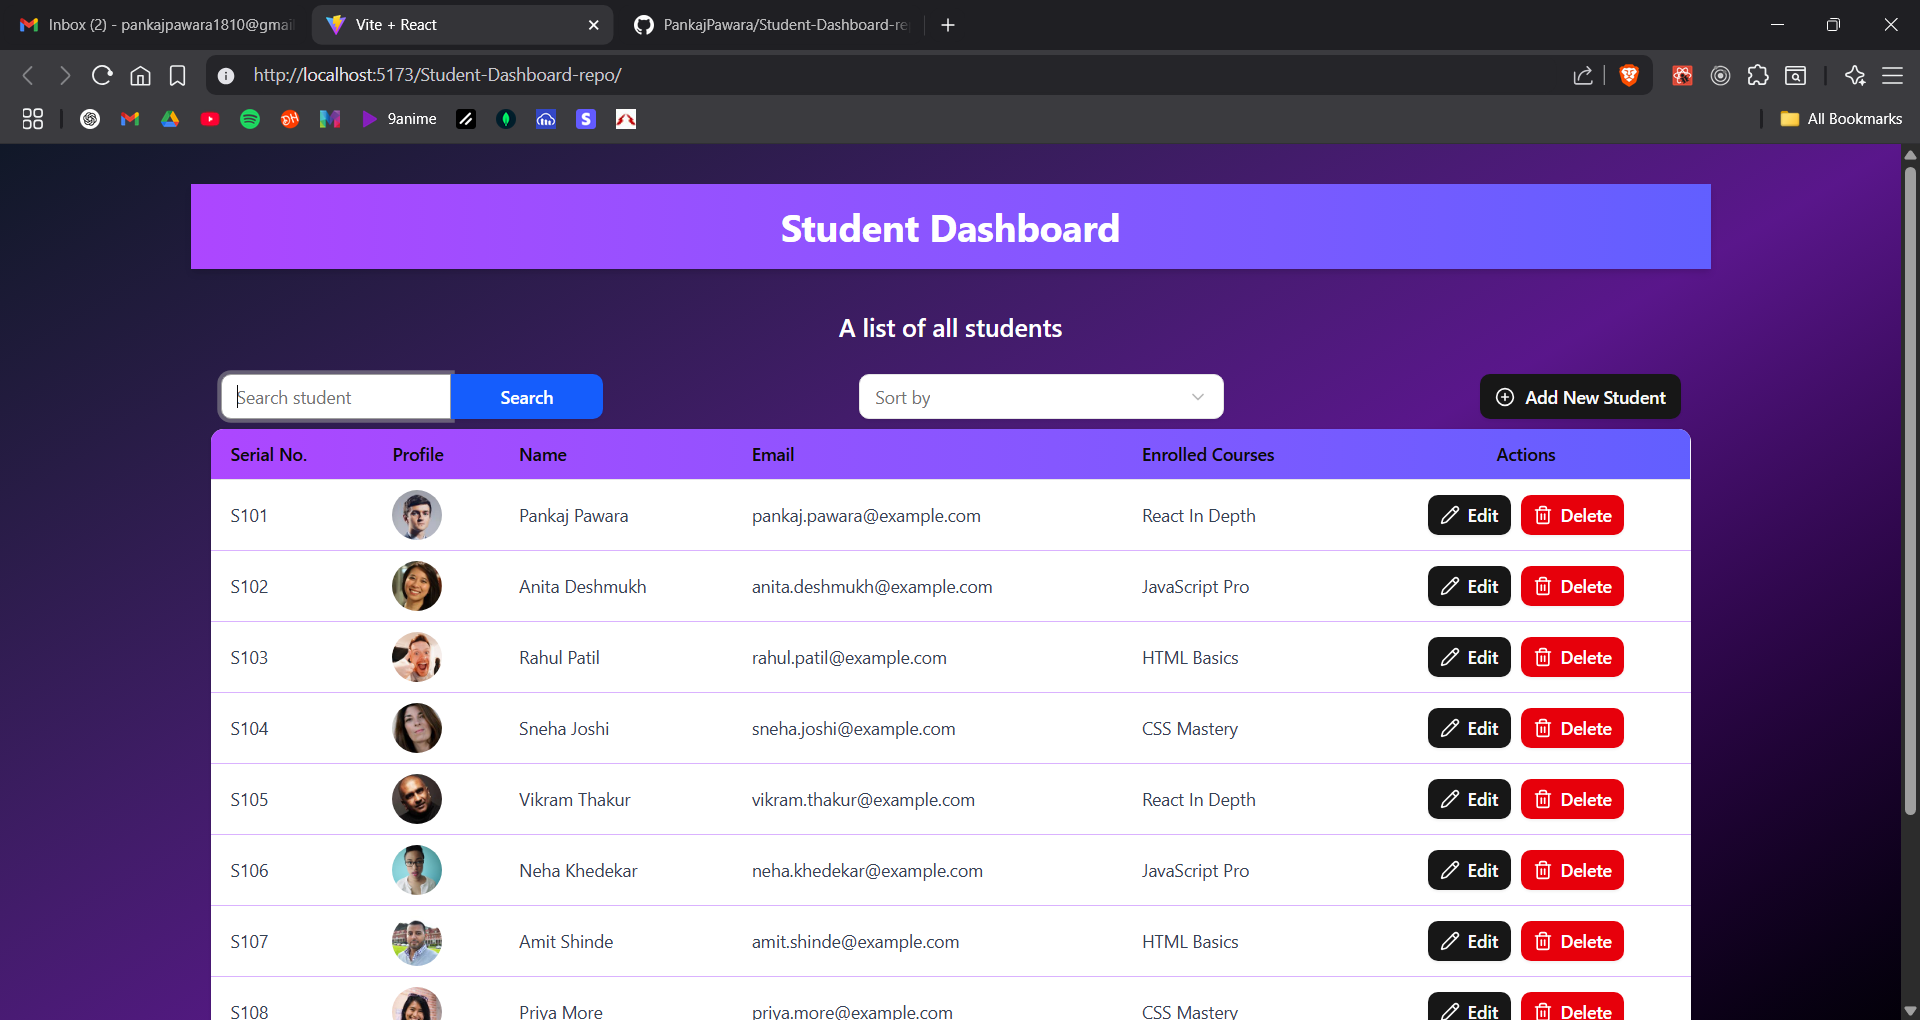 Inbox (2) - pankajpawara1810@gmai
Vite + React
PankajPawara/Student-Dashboard-re
http://localhost:5173/Student-Dashboard-repo/
9anime
All Bookmarks
Student Dashboard
A list of all students
Search student
Search
Sort by
Add New Student
Serial No. Profile Name Email Enrolled Courses Actions
S101 Pankaj Pawara pankaj.pawara@example.com React In Depth Edit Delete
S102 Anita Deshmukh anita.deshmukh@example.com JavaScript Pro Edit Delete
S103 Rahul Patil rahul.patil@example.com HTML Basics Edit Delete
S104 Sneha Joshi sneha.joshi@example.com CSS Mastery Edit Delete
S105 Vikram Thakur vikram.thakur@example.com React In Depth Edit Delete
S106 Neha Khedekar neha.khedekar@example.com JavaScript Pro Edit Delete
S107 Amit Shinde amit.shinde@example.com HTML Basics Edit Delete
S108 Priya More priya.more@example.com CSS Mastery Edit Delete